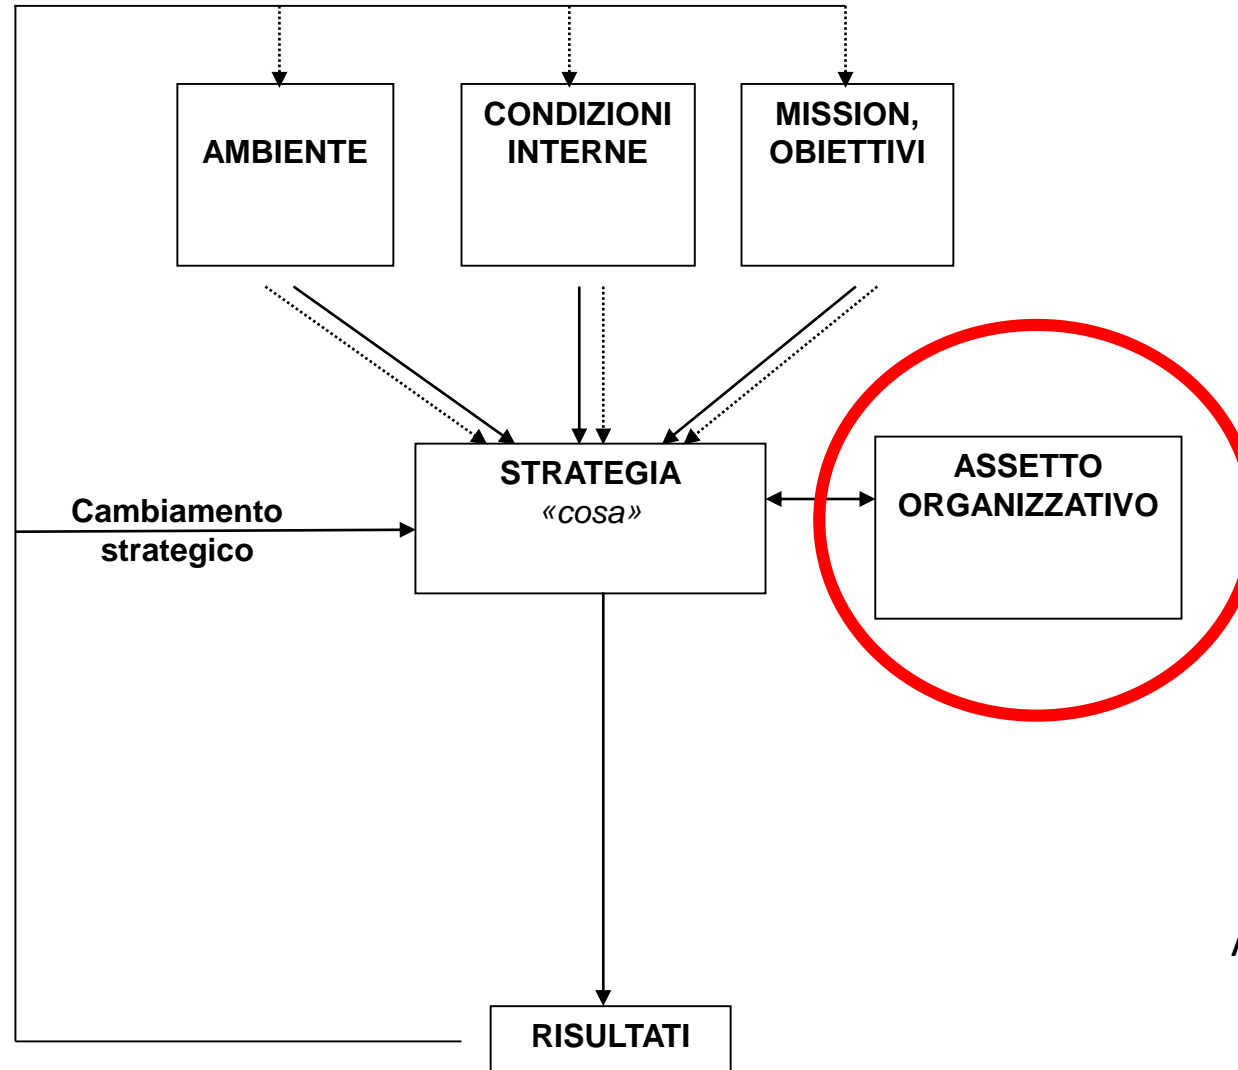 AMBIENTE
CONDIZIONI
INTERNE
MISSION,
OBIETTIVI
STRATEGIA
«cosa»
ASSETTO
ORGANIZZATIVO
Cambiamento
strategico
RISULTATI